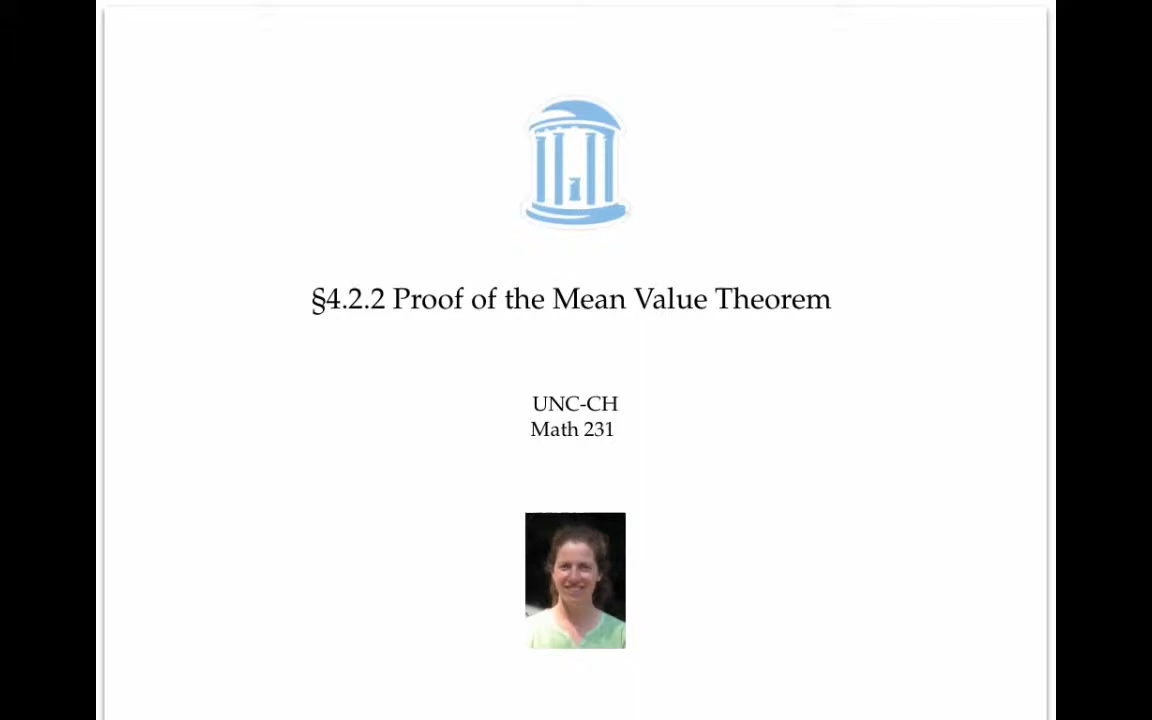 §4.2.2 Proof of the Mean Value Theorem
UNC-CH
Math 231